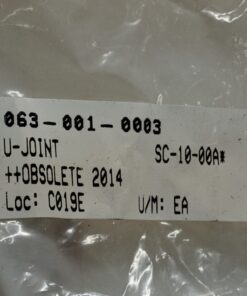 063-001-0003
U-JOINT SC-10-00A*
++OBSOLETE 2014
Loc: C019E U/M: EA